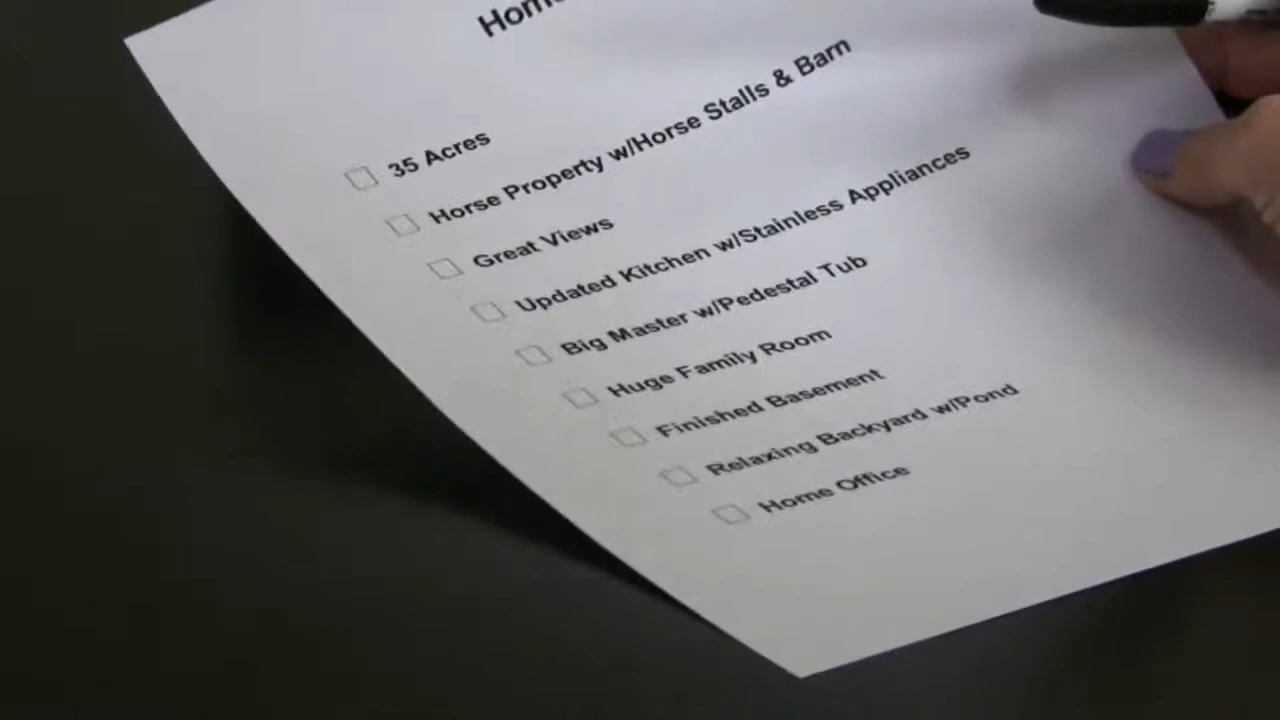 35 Acres
Horse Property w/Horse Stalls & Barn
Great Views
Updated Kitchen w/Stainless Appliances
Big Master w/Pedestal Tub
Huge Family Room
Finished Basement
Relaxing Backyard w/Pond
Home Office